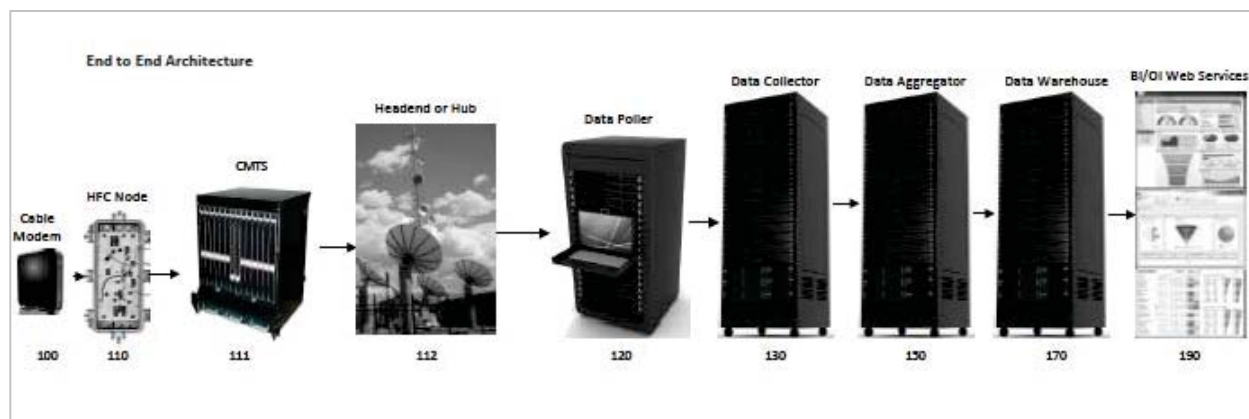 End to End Architecture
Cable
Modem
HFC Node
CMTS
Headend or Hub
Data Poller
Data Collector
Data Aggregator
Data Warehouse
BI/OI Web Services
100
110
111
112
120
130
150
170
190